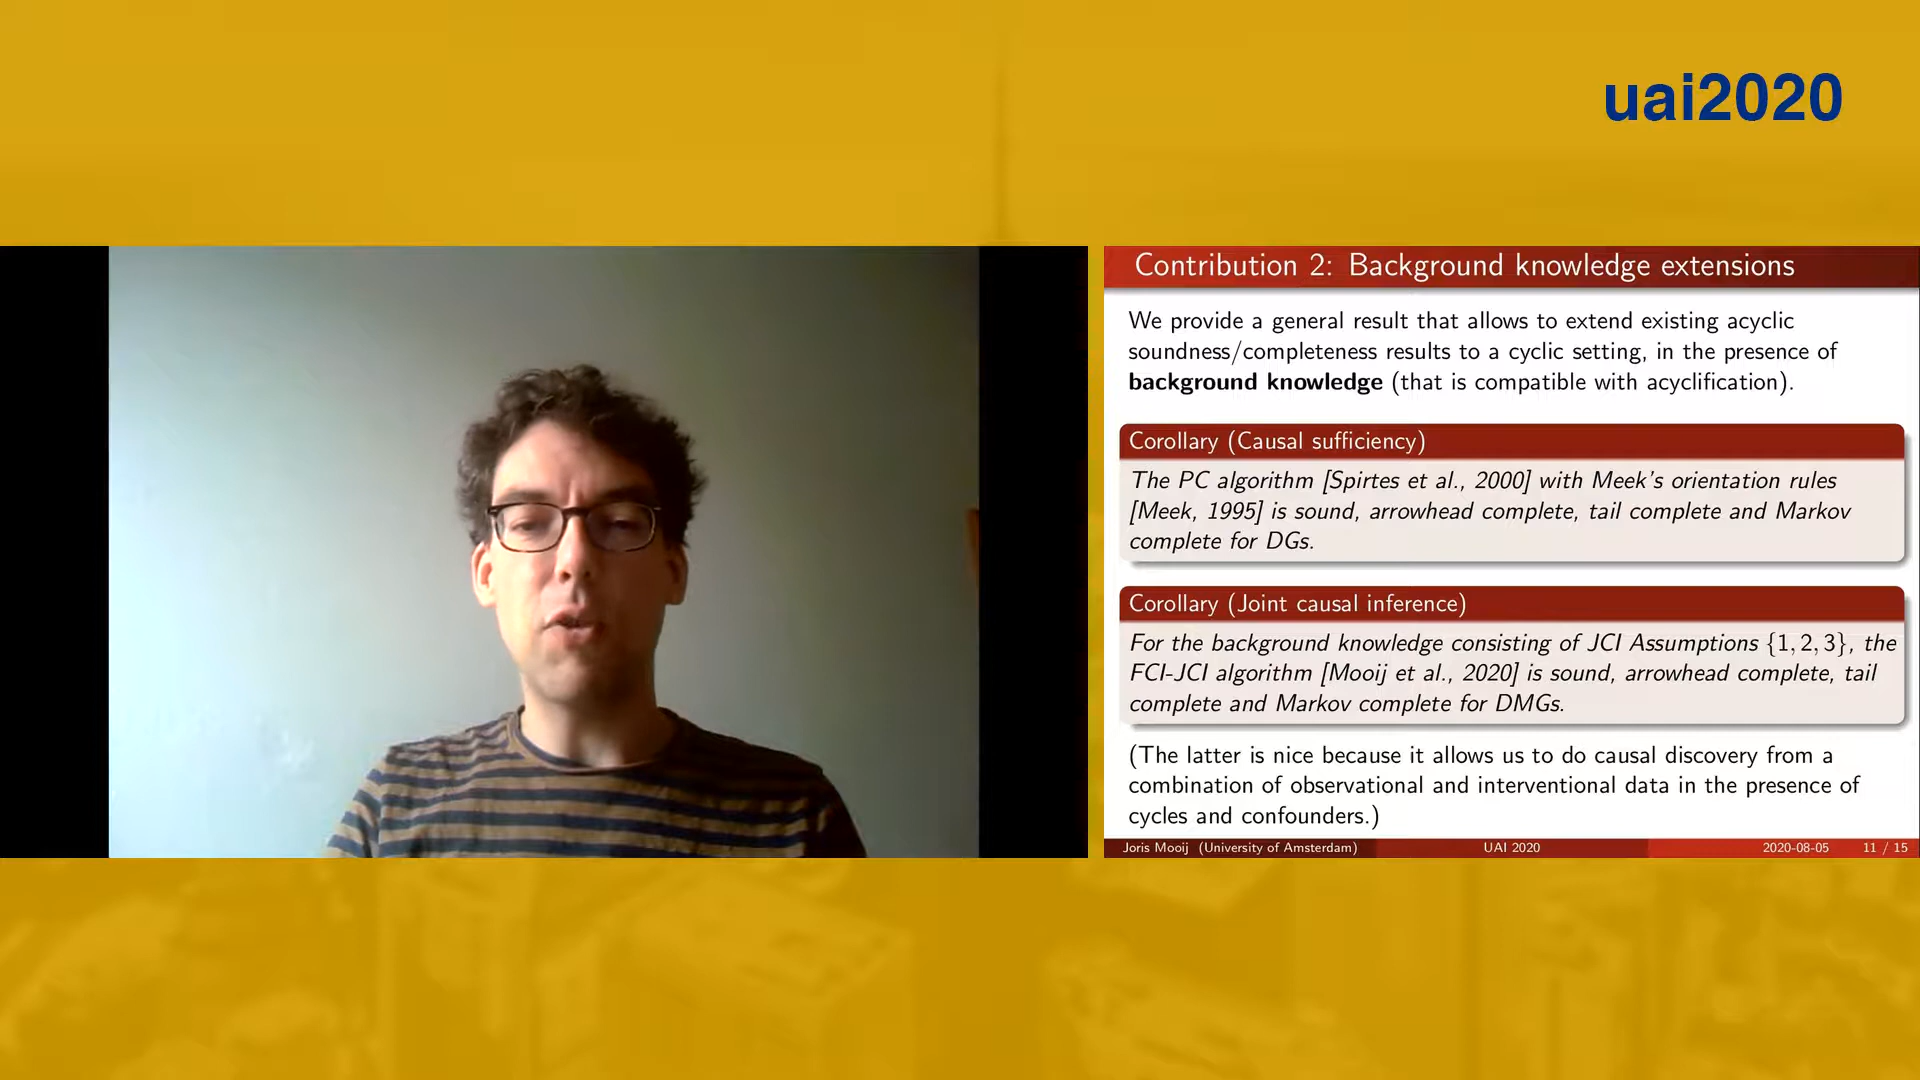 uai2020
Contribution 2: Background knowledge extensions
We provide a general result that allows to extend existing acyclic
soundness/completeness results to a cyclic setting, in the presence of
background knowledge (that is compatible with acyclification).
Corollary (Causal sufficiency)
The PC algorithm [Spirtes et al., 2000] with Meek's orientation rules
[Meek, 1995] is sound, arrowhead complete, tail complete and Markov
complete for DGs.
Corollary (Joint causal inference)
For the background knowledge consisting of JCI Assumptions {1, 2, 3}, the
FCI-JCI algorithm [Mooij et al., 2020] is sound, arrowhead complete, tail
complete and Markov complete for DMGs.
(The latter is nice because it allows us to do causal discovery from a
combination of observational and interventional data in the presence of
cycles and confounders.)
Joris Mooij (University of Amsterdam) UAI 2020 2020-08-05 11 / 15